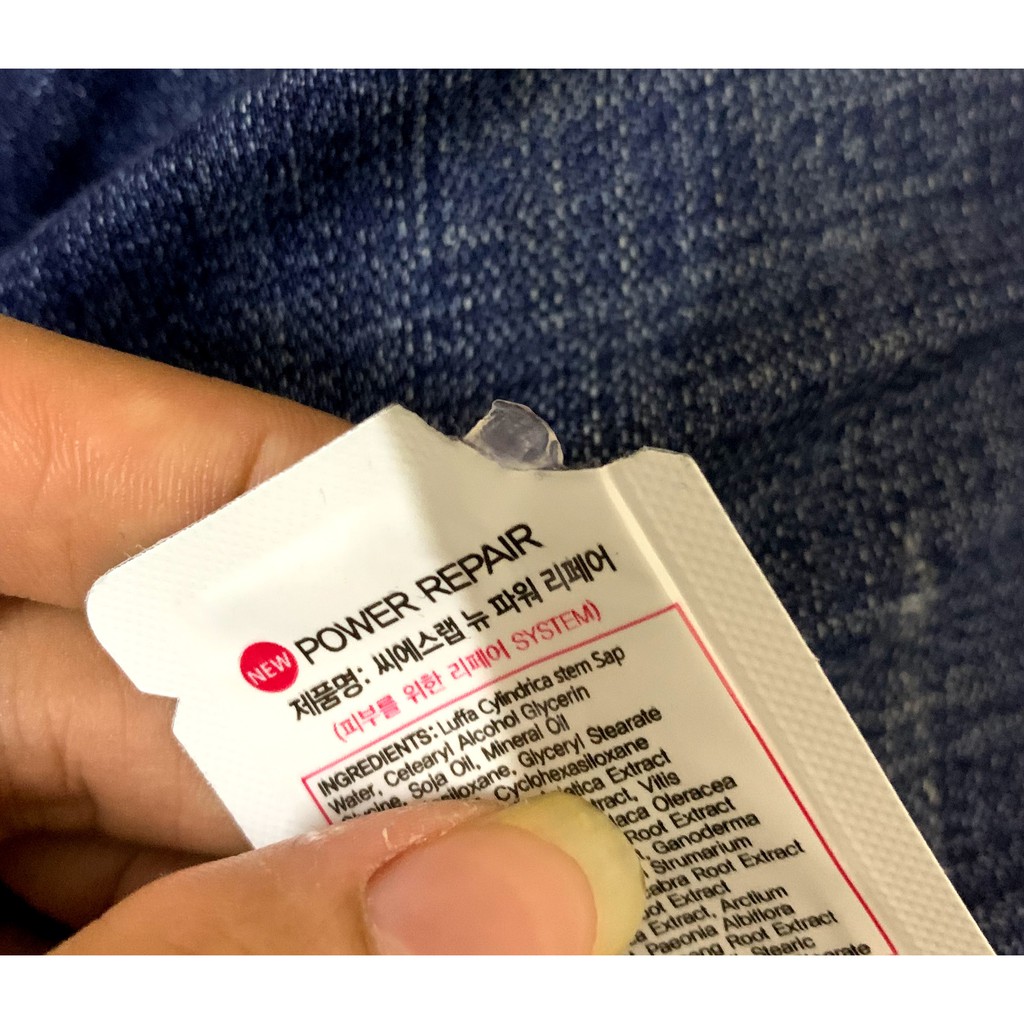 NEW POWER REPAIR
제품명: 씨에스랩 뉴 파워 리페어
(피부를 위한 리페어 SYSTEM)
INGREDIENTS: Luffa Cylindrica stem Sap
Water, Cetearyl Alcohol Glycerin
Soja Oil, Mineral Oil
Glyceryl Stearate
Cyclohexasiloxane
Extract
Vitis
Oleracea
Root Extract
Ganoderma
Strumarium
Root Extract
Extract
Extract, Arctium
Paeonia Albiflora
Root Extract
Stearic